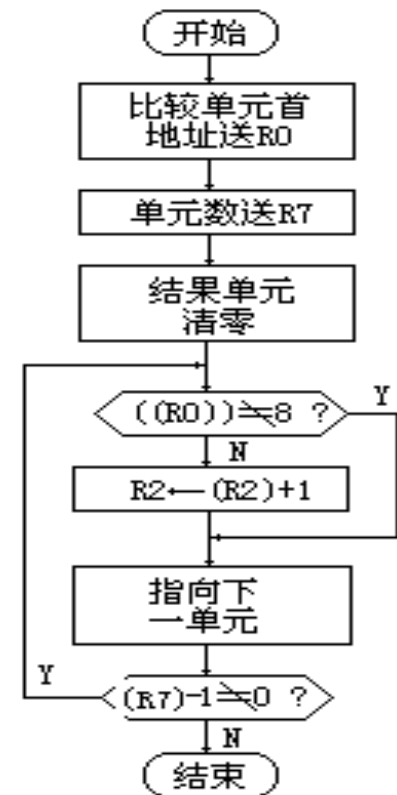 开始
比较单元首
地址送R0
单元数送R7
结果单元
清零
((R0))≠8 ?
Y
N
R2←(R2)+1
指向下
一单元
Y
(R7)-1≠0 ?
N
结束